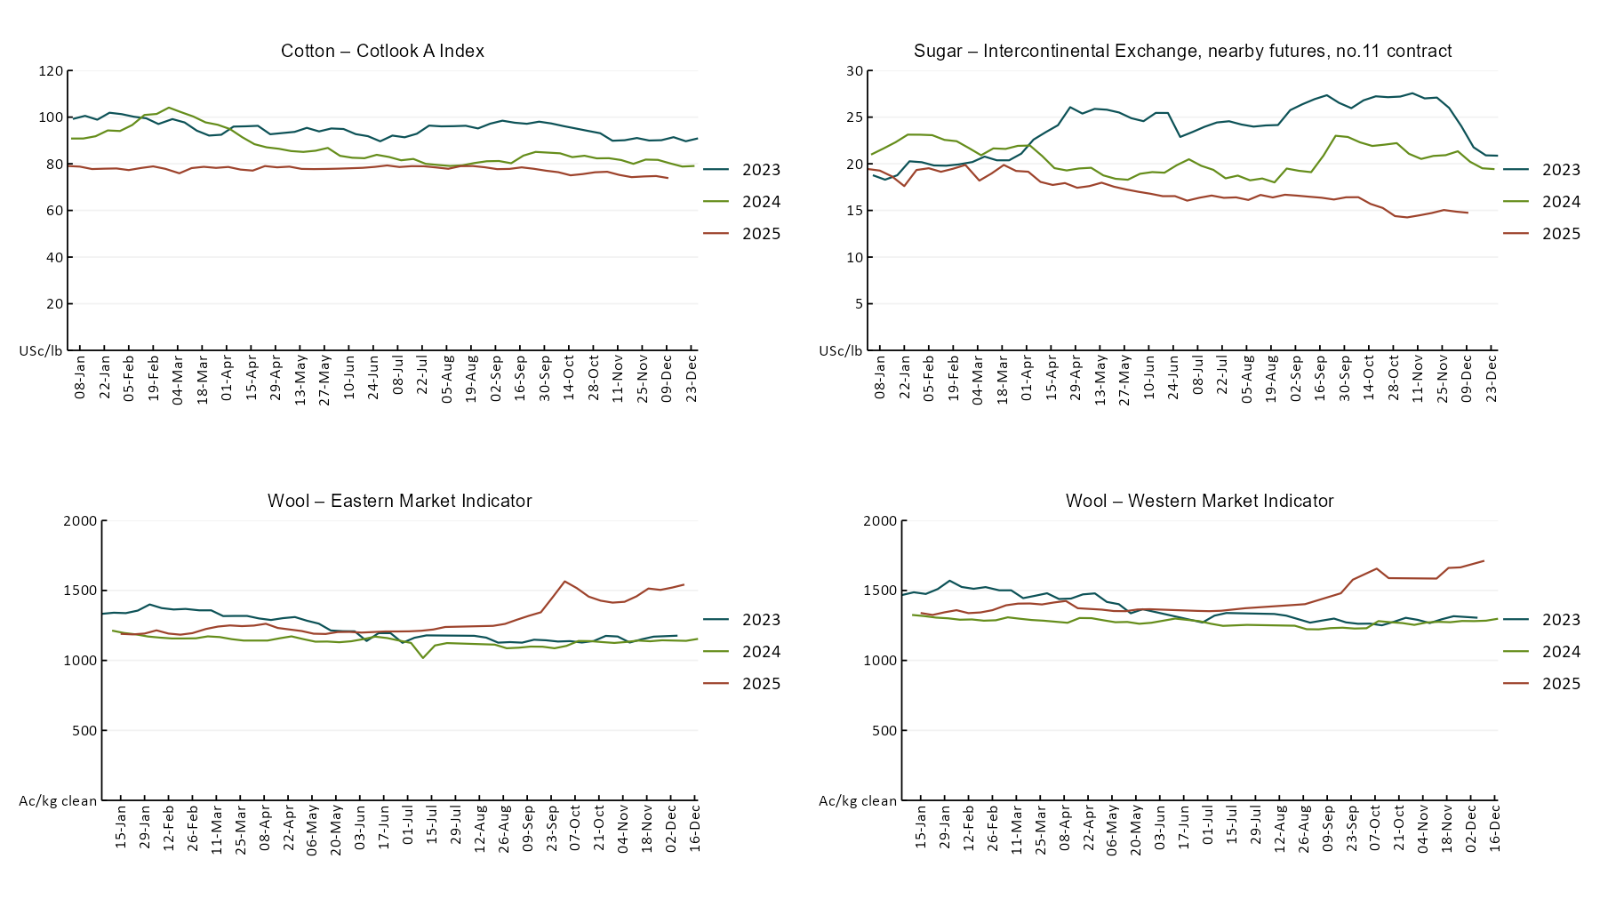 Cotton – Cotlook A Index
120
100
80
60
40
20
USc/lb
08-Jan
22-Jan
05-Feb
19-Feb
04-Mar
18-Mar
01-Apr
15-Apr
29-Apr
13-May
27-May
10-Jun
24-Jun
08-Jul
22-Jul
05-Aug
19-Aug
02-Sep
16-Sep
30-Sep
14-Oct
28-Oct
11-Nov
25-Nov
09-Dec
23-Dec
2023
2024
2025
Sugar – Intercontinental Exchange, nearby futures, no.11 contract
30
25
20
15
10
5
USc/lb
08-Jan
22-Jan
05-Feb
19-Feb
04-Mar
18-Mar
01-Apr
15-Apr
29-Apr
13-May
27-May
10-Jun
24-Jun
08-Jul
22-Jul
05-Aug
19-Aug
02-Sep
16-Sep
30-Sep
14-Oct
28-Oct
11-Nov
25-Nov
09-Dec
23-Dec
2023
2024
2025
Wool – Eastern Market Indicator
2000
1500
1000
500
Ac/kg clean
15-Jan
29-Jan
12-Feb
26-Feb
11-Mar
25-Mar
08-Apr
22-Apr
06-May
20-May
03-Jun
17-Jun
01-Jul
15-Jul
29-Jul
12-Aug
26-Aug
09-Sep
23-Sep
07-Oct
21-Oct
04-Nov
18-Nov
02-Dec
16-Dec
2023
2024
2025
Wool – Western Market Indicator
2000
1500
1000
500
Ac/kg clean
15-Jan
29-Jan
12-Feb
26-Feb
11-Mar
25-Mar
08-Apr
22-Apr
06-May
20-May
03-Jun
17-Jun
01-Jul
15-Jul
29-Jul
12-Aug
26-Aug
09-Sep
23-Sep
07-Oct
21-Oct
04-Nov
18-Nov
02-Dec
16-Dec
2023
2024
2025